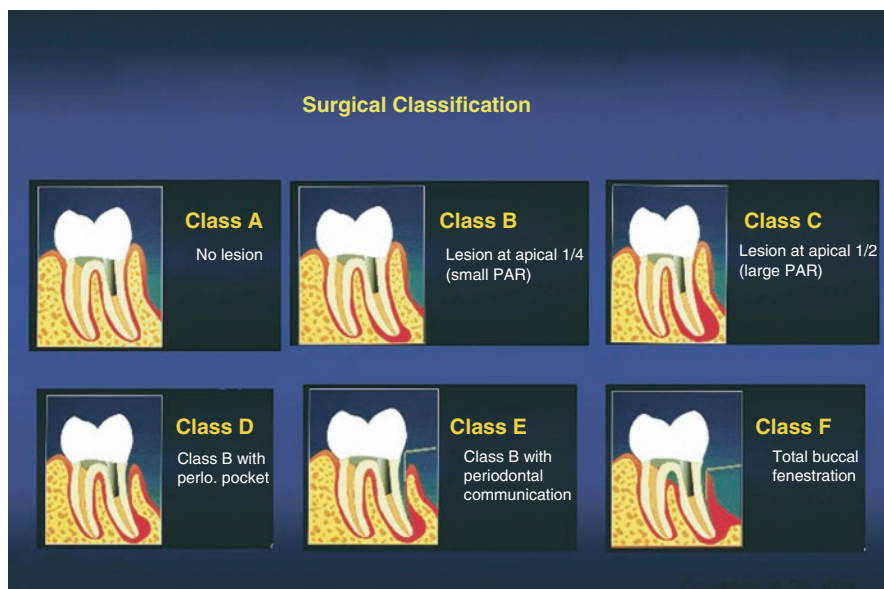 Surgical Classification
Class A
No lesion
Class B
Lesion at apical 1/4
(small PAR)
Class C
Lesion at apical 1/2
(large PAR)
Class D
Class B with
perlo. pocket
Class E
Class B with
periodontal
communication
Class F
Total buccal
fenestration